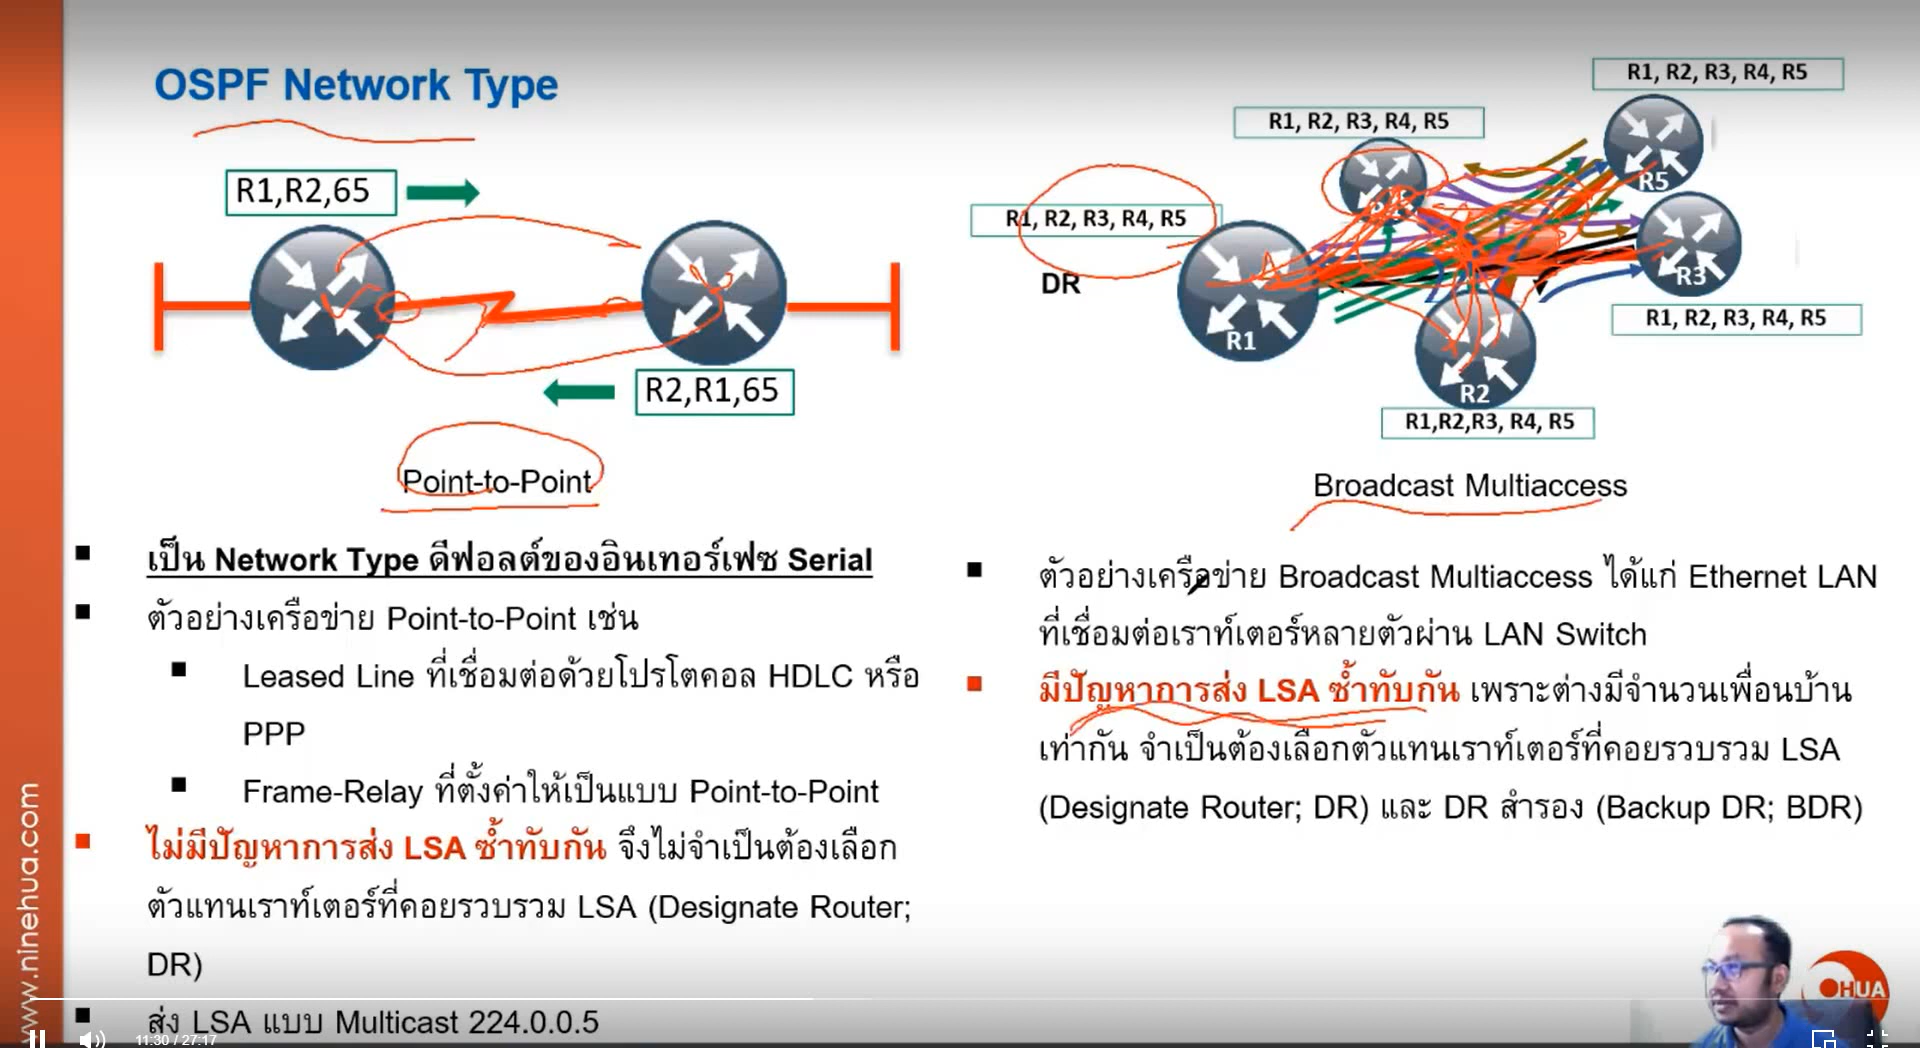 OSPF Network Type
R1,R2,65
R2,R1,65
Point-to-Point
เป็น Network Type ดีฟอลต์ของอินเทอร์เฟซ Serial
ตัวอย่างเครือข่าย Point-to-Point เช่น
Leased Line ที่เชื่อมต่อด้วยโปรโตคอล HDLC หรือ
PPP
Frame-Relay ที่ตั้งค่าให้เป็นแบบ Point-to-Point
ไม่มีปัญหาการส่ง LSA ซ้ำทับกัน จึงไม่จำเป็นต้องเลือก
ตัวแทนเราท์เตอร์ที่คอยรวบรวม LSA (Designate Router;
DR)
ส่ง LSA แบบ Multicast 224.0.0.5
R1, R2, R3, R4, R5
R1, R2, R3, R4, R5
R1, R2, R3, R4, R5
DR
R5
R3
R1
R2
R1, R2, R3, R4, R5
R1,R2,R3, R4, R5
Broadcast Multiaccess
ตัวอย่างเครือข่าย Broadcast Multiaccess ได้แก่ Ethernet LAN
ที่เชื่อมต่อเราท์เตอร์หลายตัวผ่าน LAN Switch
มีปัญหาการส่ง LSA ซ้ำทับกัน เพราะต่างมีจำนวนเพื่อนบ้าน
เท่ากัน จำเป็นต้องเลือกตัวแทนเราท์เตอร์ที่คอยรวบรวม LSA
(Designate Router; DR) และ DR สำรอง (Backup DR; BDR)
www.ninehua.com
HUA
11:30 / 27:17